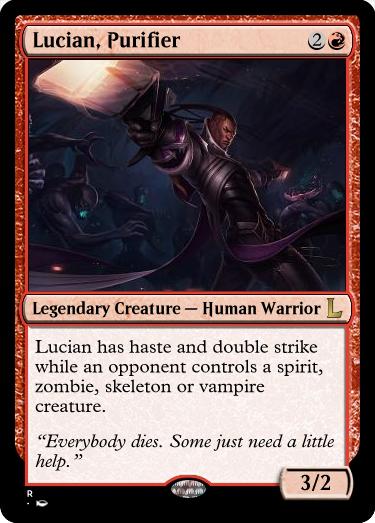 Lucian, Purifier 2
Legendary Creature — Human Warrior L
Lucian has haste and double strike
while an opponent controls a spirit,
zombie, skeleton or vampire
creature.
“Everybody dies. Some just need a little
help.”
3/2
R